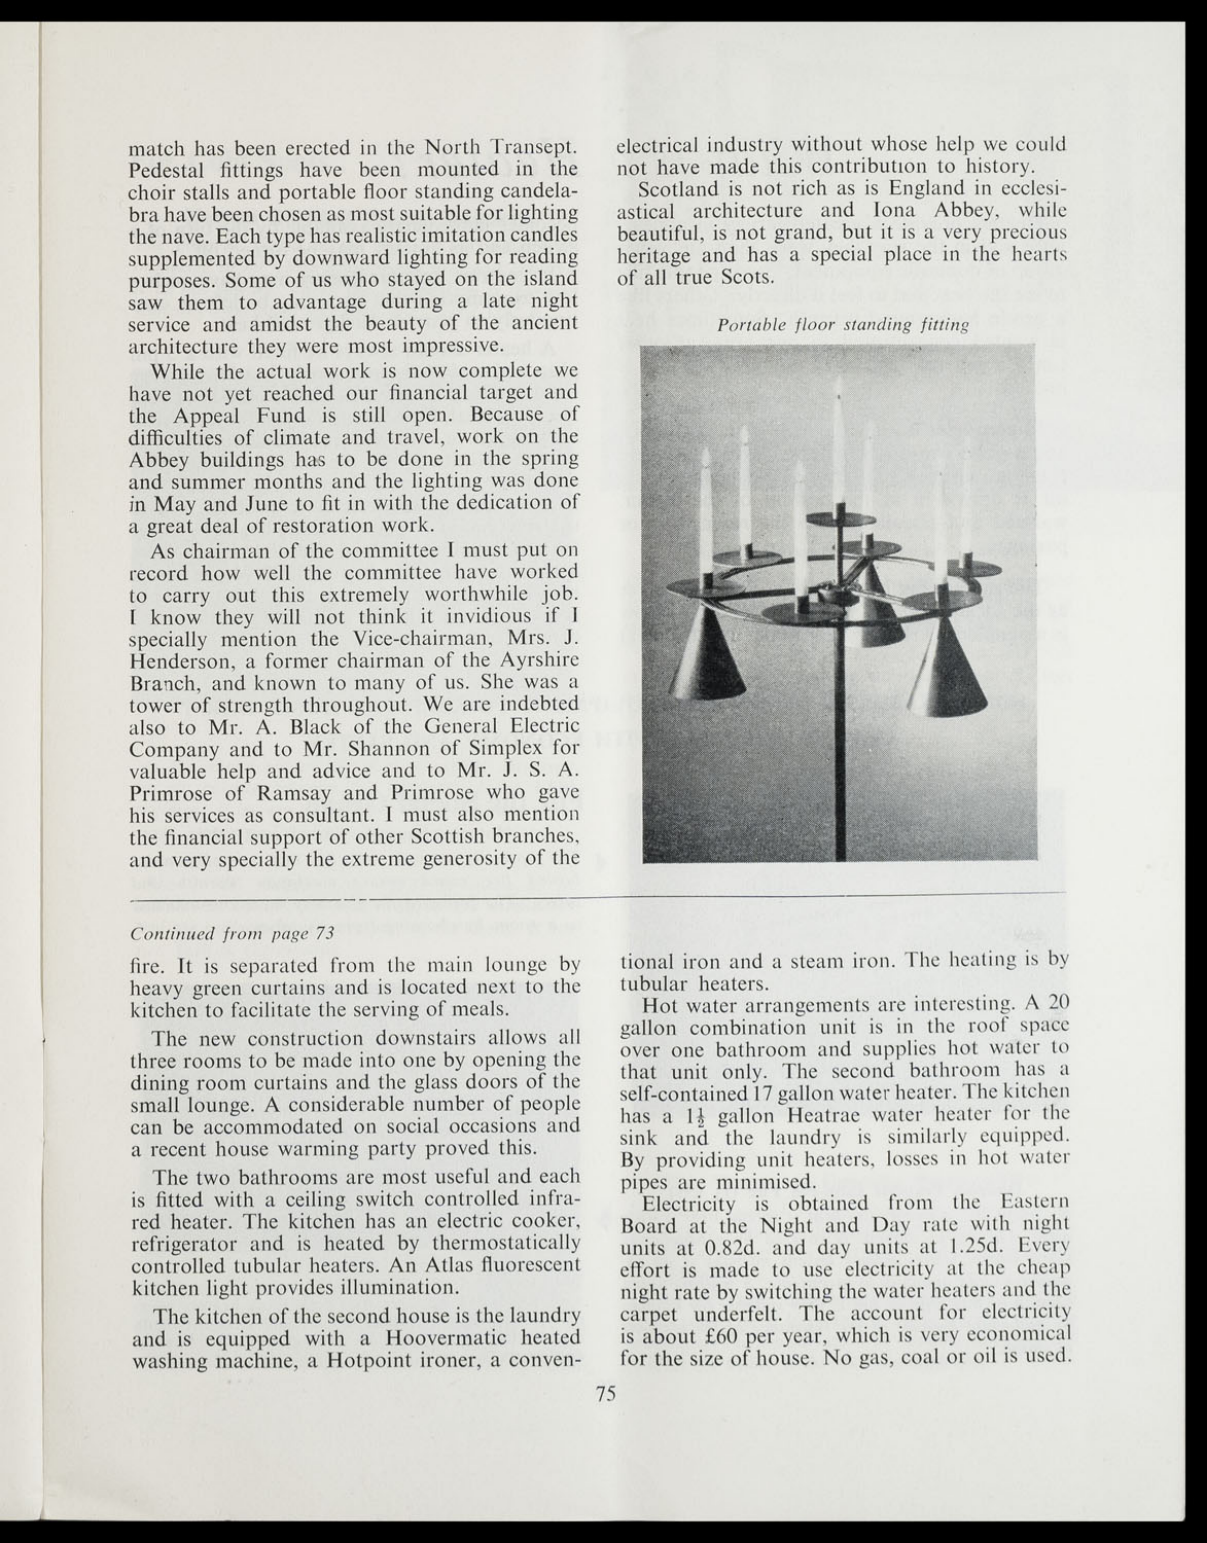 match has been erected in the North Transept.
Pedestal fittings have been mounted in the
choir stalls and portable floor standing candela-
bra have been chosen as most suitable for lighting
the nave. Each type has realistic imitation candles
supplemented by downward lighting for reading
purposes. Some of us who stayed on the island
saw them to advantage during a late night
service and amidst the beauty of the ancient
architecture they were most impressive.
While the actual work is now complete we
have not yet reached our financial target and
the Appeal Fund is still open. Because of
difficulties of climate and travel, work on the
Abbey buildings has to be done in the spring
and summer months and the lighting was done
in May and June to fit in with the dedication of
a great deal of restoration work.
As chairman of the committee I must put on
record how well the committee have worked
to carry out this extremely worthwhile job.
I know they will not think it invidious if I
specially mention the Vice-chairman, Mrs. J.
Henderson, a former chairman of the Ayrshire
Branch, and known to many of us. She was a
tower of strength throughout. We are indebted
also to Mr. A. Black of the General Electric
Company and to Mr. Shannon of Simplex for
valuable help and advice and to Mr. J. S. A.
Primrose of Ramsay and Primrose who gave
his services as consultant. I must also mention
the financial support of other Scottish branches,
and very specially the extreme generosity of the
electrical industry without whose help we could
not have made this contribution to history.
Scotland is not rich as is England in ecclesi-
astical architecture and Iona Abbey, while
beautiful, is not grand, but it is a very precious
heritage and has a special place in the hearts
of all true Scots.
Portable floor standing fitting
Continued from page 73
fire. It is separated from the main lounge by
heavy green curtains and is located next to the
kitchen to facilitate the serving of meals.
The new construction downstairs allows all
three rooms to be made into one by opening the
dining room curtains and the glass doors of the
small lounge. A considerable number of people
can be accommodated on social occasions and
a recent house warming party proved this.
The two bathrooms are most useful and each
is fitted with a ceiling switch controlled infra-
red heater. The kitchen has an electric cooker,
refrigerator and is heated by thermostatically
controlled tubular heaters. An Atlas fluorescent
kitchen light provides illumination.
The kitchen of the second house is the laundry
and is equipped with a Hoovermatic heated
washing machine, a Hotpoint ironer, a conven-
tional iron and a steam iron. The heating is by
tubular heaters.
Hot water arrangements are interesting. A 20
gallon combination unit is in the roof space
over one bathroom and supplies hot water to
that unit only. The second bathroom has a
self-contained 17 gallon water heater. The kitchen
has a 1½ gallon Heatrae water heater for the
sink and the laundry is similarly equipped.
By providing unit heaters, losses in hot water
pipes are minimised.
Electricity is obtained from the Eastern
Board at the Night and Day rate with night
units at 0.82d. and day units at 1.25d. Every
effort is made to use electricity at the cheap
night rate by switching the water heaters and the
carpet underfelt. The account for electricity
is about £60 per year, which is very economical
for the size of house. No gas, coal or oil is used.
75